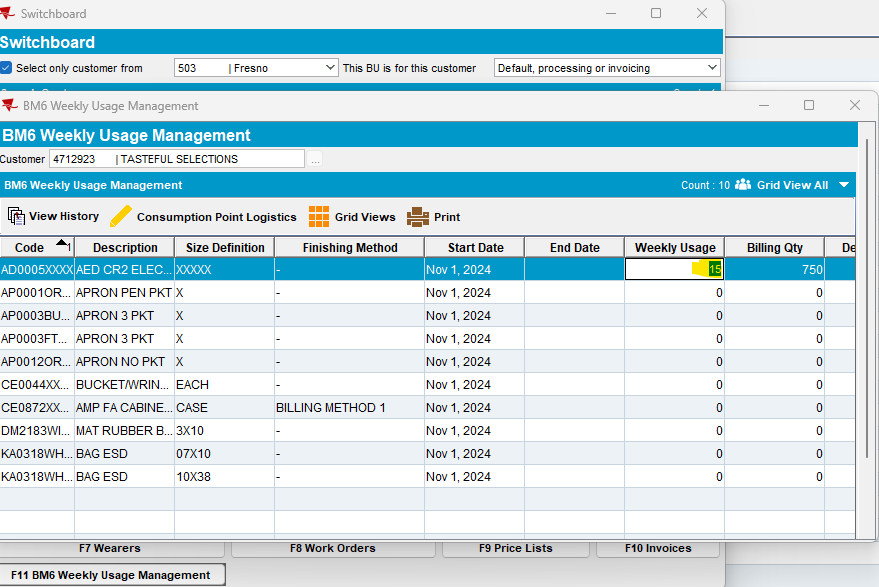 Switchboard
Switchboard
Select only customer from 503 | Fresno This BU is for this customer Default, processing or invoicing
BM6 Weekly Usage Management
BM6 Weekly Usage Management
Customer 4712923 | TASTEFUL SELECTIONS ...
BM6 Weekly Usage Management Count : 10 Grid View All
View History Consumption Point Logistics Grid Views Print
Code 1 Description Size Definition Finishing Method Start Date End Date Weekly Usage Billing Qty De
AD0005XXXX AED CR2 ELEC... XXXXX - Nov 1, 2024 15 750
AP0001OR... APRON PEN PKT X - Nov 1, 2024 0 0
AP0003BU... APRON 3 PKT X - Nov 1, 2024 0 0
AP0003FT... APRON 3 PKT X - Nov 1, 2024 0 0
AP0012OR... APRON NO PKT X - Nov 1, 2024 0 0
CE0044XX... BUCKET/WRIN... EACH - Nov 1, 2024 0 0
CE0872XX... AMP FA CABINE... CASE BILLING METHOD 1 Nov 1, 2024 0 0
DM2183WI... MAT RUBBER B... 3X10 - Nov 1, 2024 0 0
KA0318WH... BAG ESD 07X10 - Nov 1, 2024 0 0
KA0318WH... BAG ESD 10X38 - Nov 1, 2024 0 0
F7 Wearers F8 Work Orders F9 Price Lists F10 Invoices
F11 BM6 Weekly Usage Management